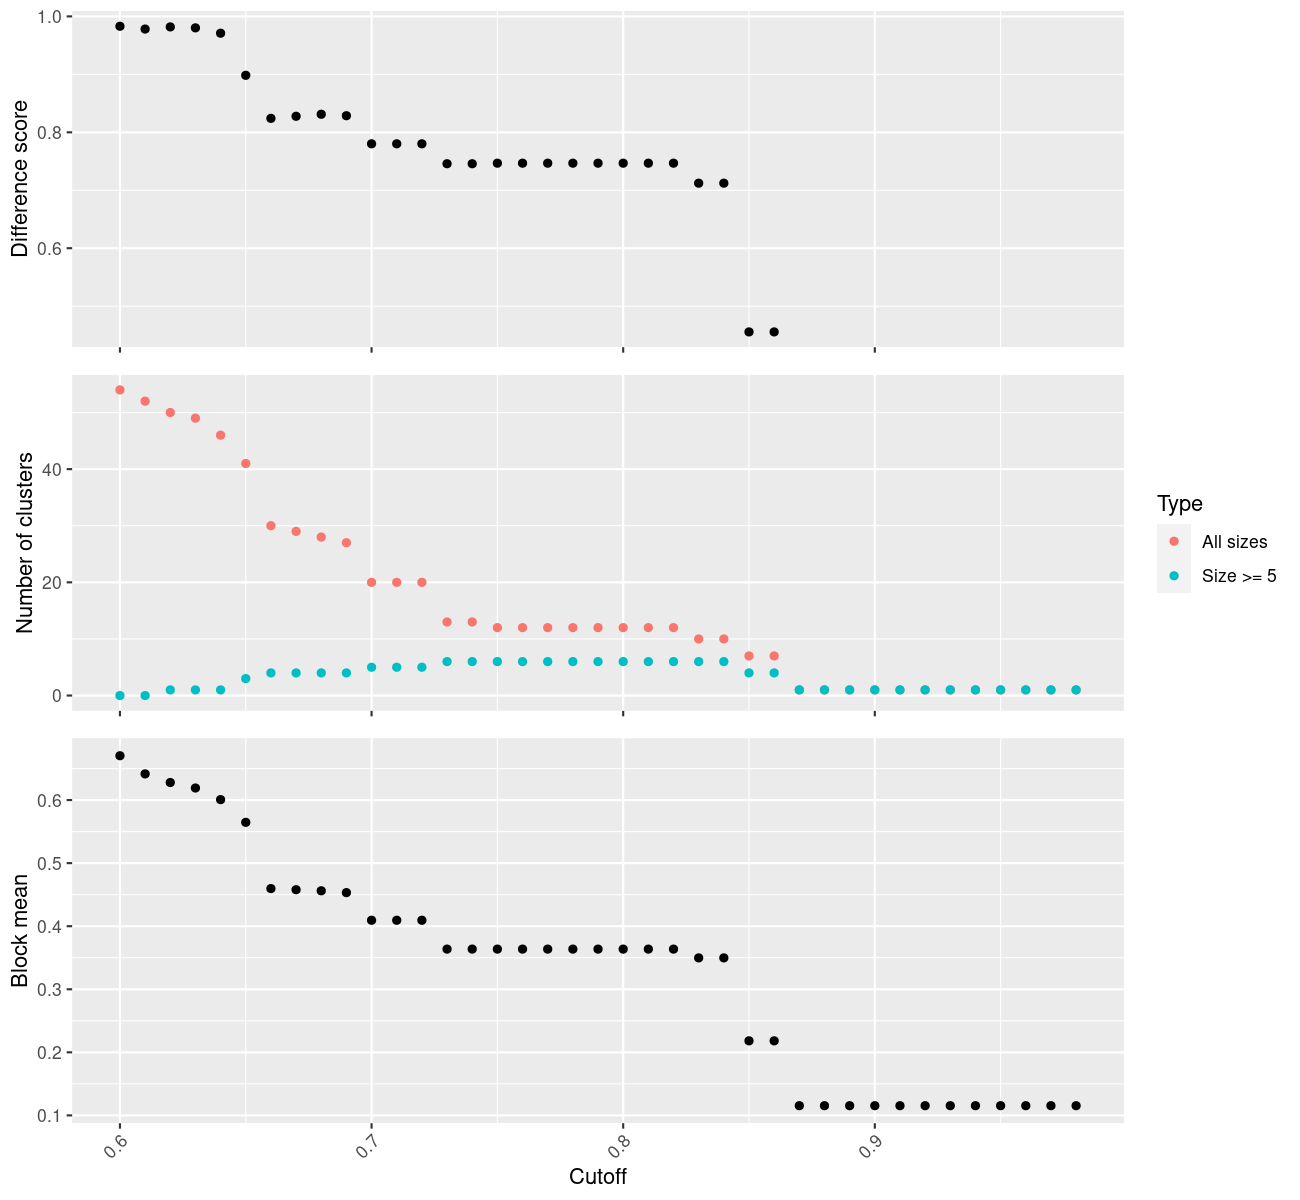 Difference score
1.0
0.8
0.6
Number of clusters
40
20
0
Type
All sizes
Size >= 5
Block mean
0.6
0.5
0.4
0.3
0.2
0.1
0.6
0.7
0.8
0.9
Cutoff